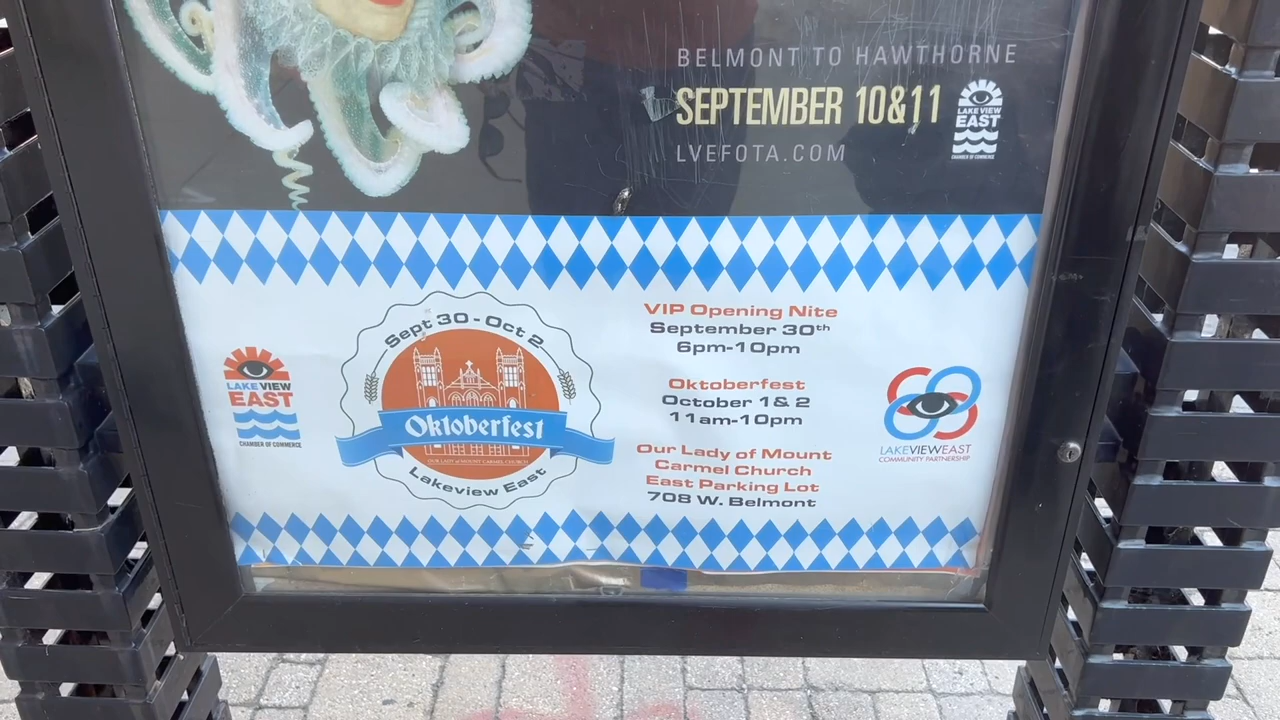 BELMONT TO HAWTHORNE
SEPTEMBER 10&11
LVEFOTA.COM
LAKE VIEW
EAST
CHAMBER OF COMMERCE
LAKE VIEW
EAST
CHAMBER OF COMMERCE
Sept 30 - Oct 2
Oktoberfest
OUR LADY of MOUNT CARMEL CHURCH
Lakeview East
VIP Opening Nite
September 30th
6pm-10pm
Oktoberfest
October 1 & 2
11am-10pm
Our Lady of Mount
Carmel Church
East Parking Lot
708 W. Belmont
LAKEVIEWEAST
COMMUNITY PARTNERSHIP